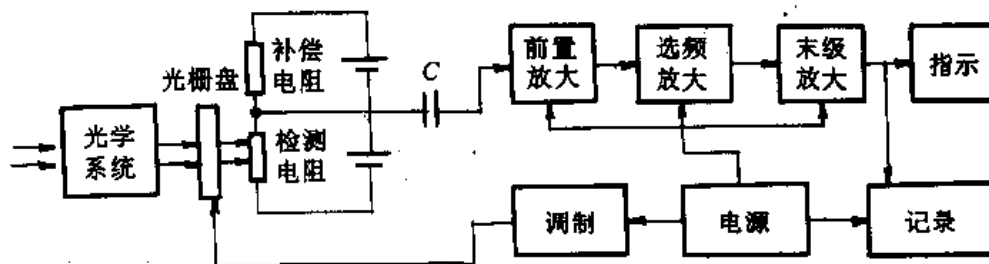 补偿
电阻
光栅盘
C
前置
放大
选频
放大
末级
放大
指示
光学
系统
检测
电阻
调制
电源
记录